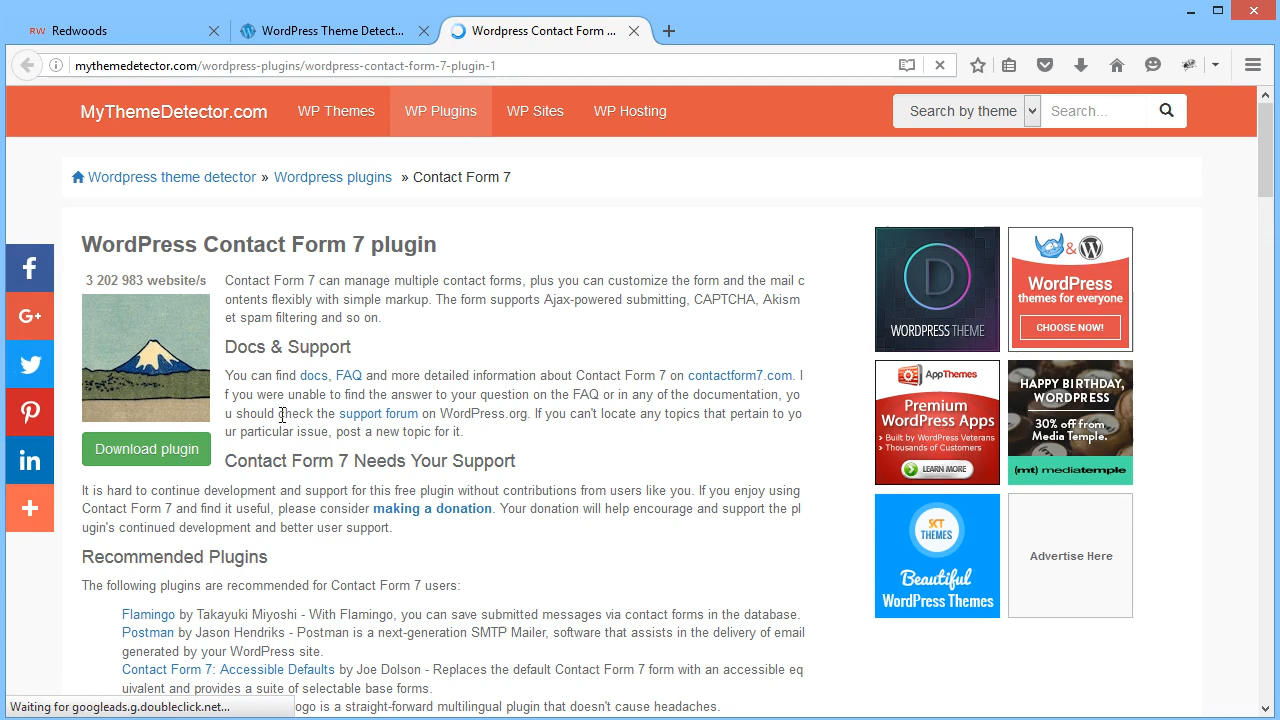 RW Redwoods
WordPress Theme Detect...
Wordpress Contact Form ...
mythemedetector.com/wordpress-plugins/wordpress-contact-form-7-plugin-1
MyThemeDetector.com
WP Themes
WP Plugins
WP Sites
WP Hosting
Search by theme
Search...
Wordpress theme detector » Wordpress plugins » Contact Form 7
WordPress Contact Form 7 plugin
3 202 983 website/s
Download plugin
Contact Form 7 can manage multiple contact forms, plus you can customize the form and the mail c
ontents flexibly with simple markup. The form supports Ajax-powered submitting, CAPTCHA, Akism
et spam filtering and so on.
Docs & Support
You can find docs, FAQ and more detailed information about Contact Form 7 on contactform7.com. I
f you were unable to find the answer to your question on the FAQ or in any of the documentation, yo
u should check the support forum on WordPress.org. If you can't locate any topics that pertain to yo
ur particular issue, post a new topic for it.
Contact Form 7 Needs Your Support
It is hard to continue development and support for this free plugin without contributions from users like you. If you enjoy using
Contact Form 7 and find it useful, please consider making a donation. Your donation will help encourage and support the pl
ugin's continued development and better user support.
Recommended Plugins
The following plugins are recommended for Contact Form 7 users:
Flamingo by Takayuki Miyoshi - With Flamingo, you can save submitted messages via contact forms in the database.
Postman by Jason Hendriks - Postman is a next-generation SMTP Mailer, software that assists in the delivery of email
generated by your WordPress site.
Contact Form 7: Accessible Defaults by Joe Dolson - Replaces the default Contact Form 7 form with an accessible eq
uivalent and provides a suite of selectable base forms.
ogo is a straight-forward multilingual plugin that doesn't cause headaches.
D
WORDPRESS THEME
& W
WordPress
themes for everyone
CHOOSE NOW!
AppThemes
Premium
WordPress Apps
› Built by WordPress Veterans
› Thousands of Customers
LEARN MORE
HAPPY BIRTHDAY,
WORDPRESS
30% off from
Media Temple.
(mt) mediatemple
SKT
THEMES
Beautiful
WordPress Themes
Advertise Here
f
G+
in
+
Waiting for googleads.g.doubleclick.net...